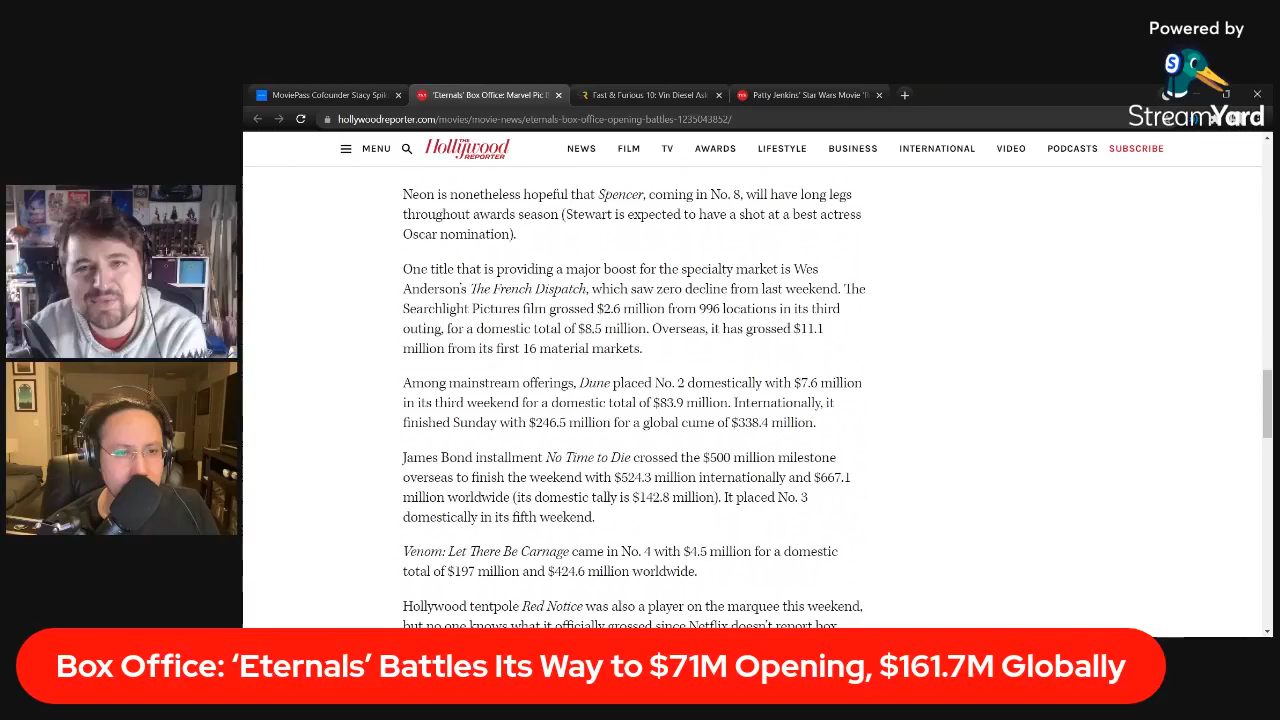 Powered by
StreamYard
MoviePass Cofounder Stacy Spik
'Eternals' Box Office: Marvel Pic B
Fast & Furious 10: Vin Diesel Ask
Patty Jenkins' Star Wars Movie 'R
hollywoodreporter.com/movies/movie-news/eternals-box-office-opening-battles-1235043852/
MENU
THE
Hollywood
REPORTER
NEWS
FILM
TV
AWARDS
LIFESTYLE
BUSINESS
INTERNATIONAL
VIDEO
PODCASTS
SUBSCRIBE
Neon is nonetheless hopeful that Spencer, coming in No. 8, will have long legs
throughout awards season (Stewart is expected to have a shot at a best actress
Oscar nomination).
One title that is providing a major boost for the specialty market is Wes
Anderson's The French Dispatch, which saw zero decline from last weekend. The
Searchlight Pictures film grossed $2.6 million from 996 locations in its third
outing, for a domestic total of $8.5 million. Overseas, it has grossed $11.1
million from its first 16 material markets.
Among mainstream offerings, Dune placed No. 2 domestically with $7.6 million
in its third weekend for a domestic total of $83.9 million. Internationally, it
finished Sunday with $246.5 million for a global cume of $338.4 million.
James Bond installment No Time to Die crossed the $500 million milestone
overseas to finish the weekend with $524.3 million internationally and $667.1
million worldwide (its domestic tally is $142.8 million). It placed No. 3
domestically in its fifth weekend.
Venom: Let There Be Carnage came in No. 4 with $4.5 million for a domestic
total of $197 million and $424.6 million worldwide.
Hollywood tentpole Red Notice was also a player on the marquee this weekend,
but no one knows what it officially grossed since Netflix doesn't report box
Box Office: ‘Eternals’ Battles Its Way to $71M Opening, $161.7M Globally